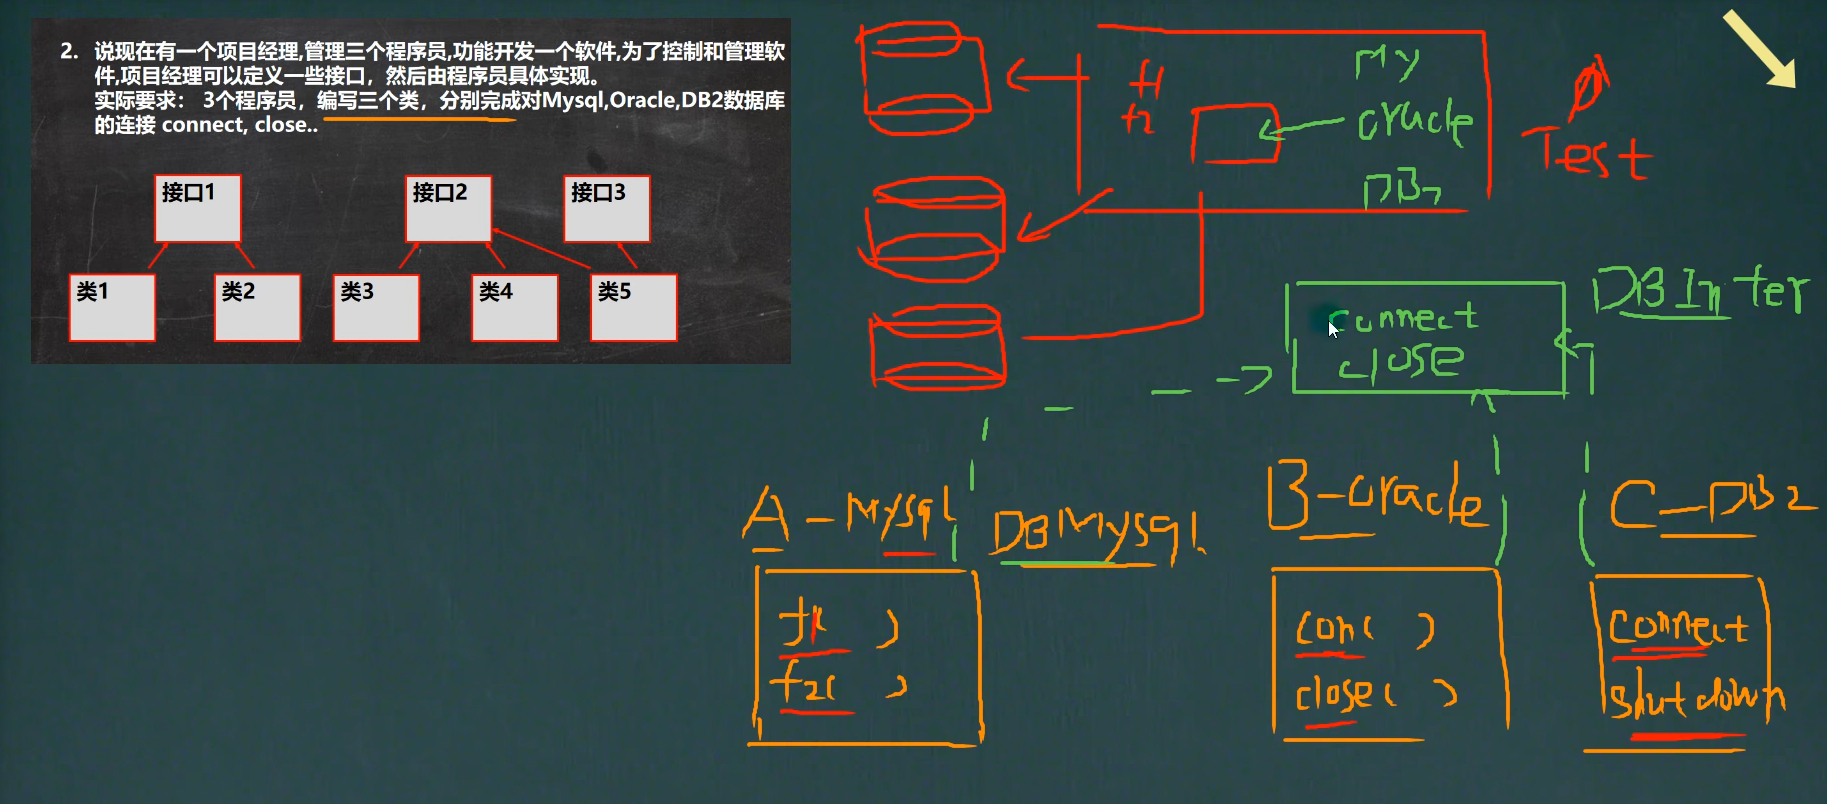 2. 说现在有一个项目经理,管理三个程序员,功能开发一个软件,为了控制和管理软
件,项目经理可以定义一些接口，然后由程序员具体实现。
实际要求： 3个程序员，编写三个类，分别完成对Mysql,Oracle,DB2数据库
的连接 connect, close..
接口1
接口2
接口3
类1
类2
类3
类4
类5
f1
f2
My
oracle
DB2
Test
DBInter
connect
close
A - Mysql
DBMysql
B - oracle
C - DB2
f1( )
f2( )
con( )
close( )
connect
shutdown